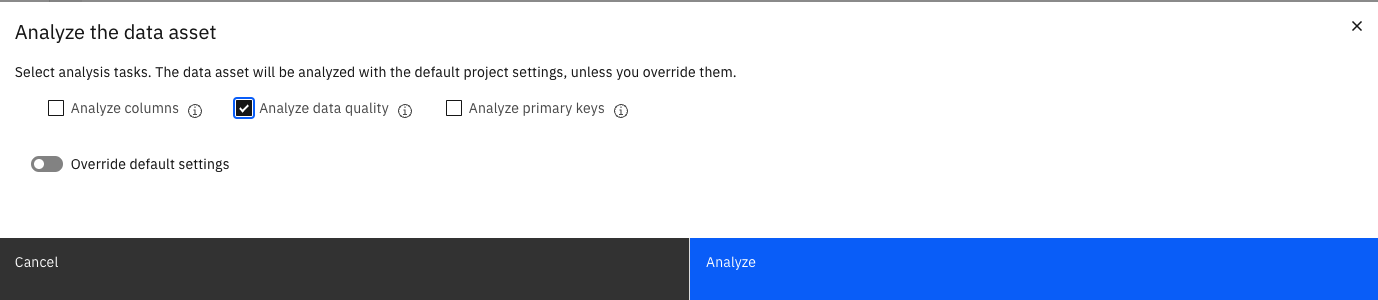 Analyze the data asset
Select analysis tasks. The data asset will be analyzed with the default project settings, unless you override them.
Analyze columns Analyze data quality Analyze primary keys
Override default settings
Cancel Analyze